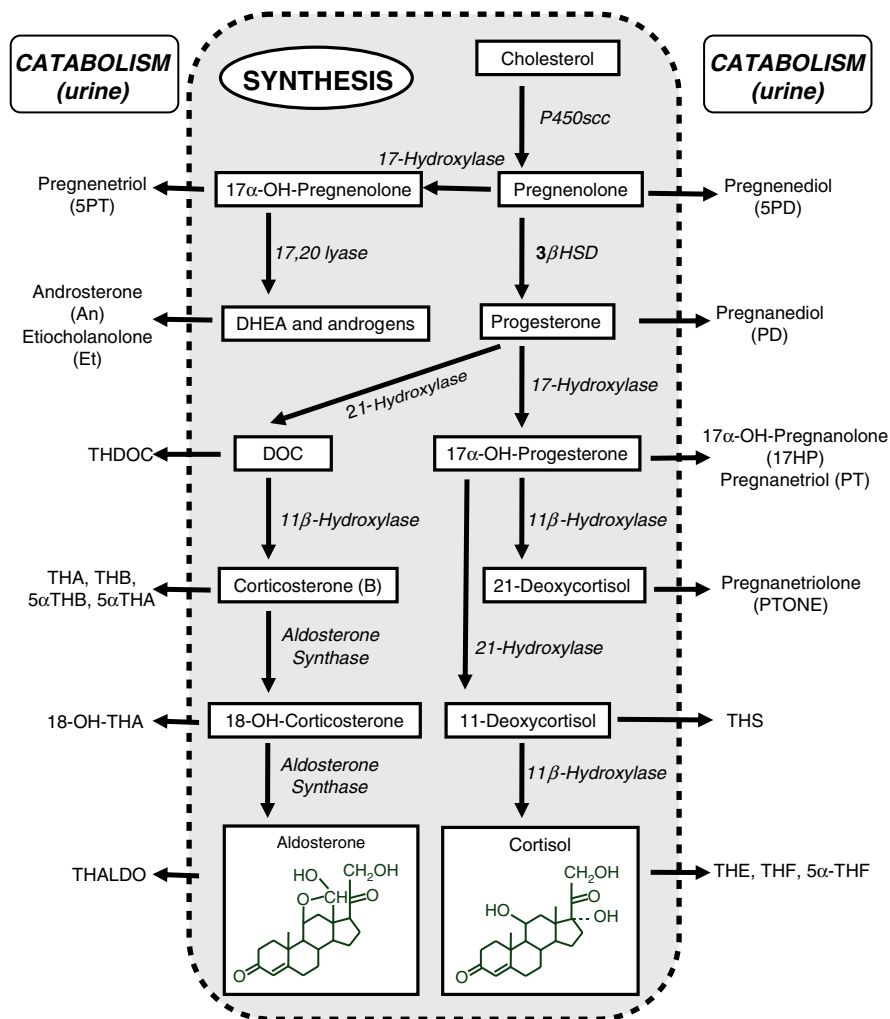 CATABOLISM
(urine)
SYNTHESIS
Cholesterol
CATABOLISM
(urine)
P450scc
17-Hydroxylase
Pregnenetriol
(5PT)
17α-OH-Pregnenolone
Pregnenolone
Pregnenediol
(5PD)
17,20 lyase
3βHSD
Androsterone
(An)
Etiocholanolone
(Et)
DHEA and androgens
Progesterone
Pregnanediol
(PD)
21-Hydroxylase
17-Hydroxylase
THDOC
DOC
17α-OH-Progesterone
17α-OH-Pregnanolone
(17HP)
Pregnanetriol (PT)
11β-Hydroxylase
11β-Hydroxylase
THA, THB,
5αTHB, 5αTHA
Corticosterone (B)
21-Deoxycortisol
Pregnanetriolone
(PTONE)
Aldosterone
Synthase
21-Hydroxylase
18-OH-THA
18-OH-Corticosterone
11-Deoxycortisol
THS
Aldosterone
Synthase
11β-Hydroxylase
THALDO
Aldosterone
CH2OH
HO
O
CH
O
O
Cortisol
CH2OH
O
HO
OH
O
THE, THF, 5α-THF